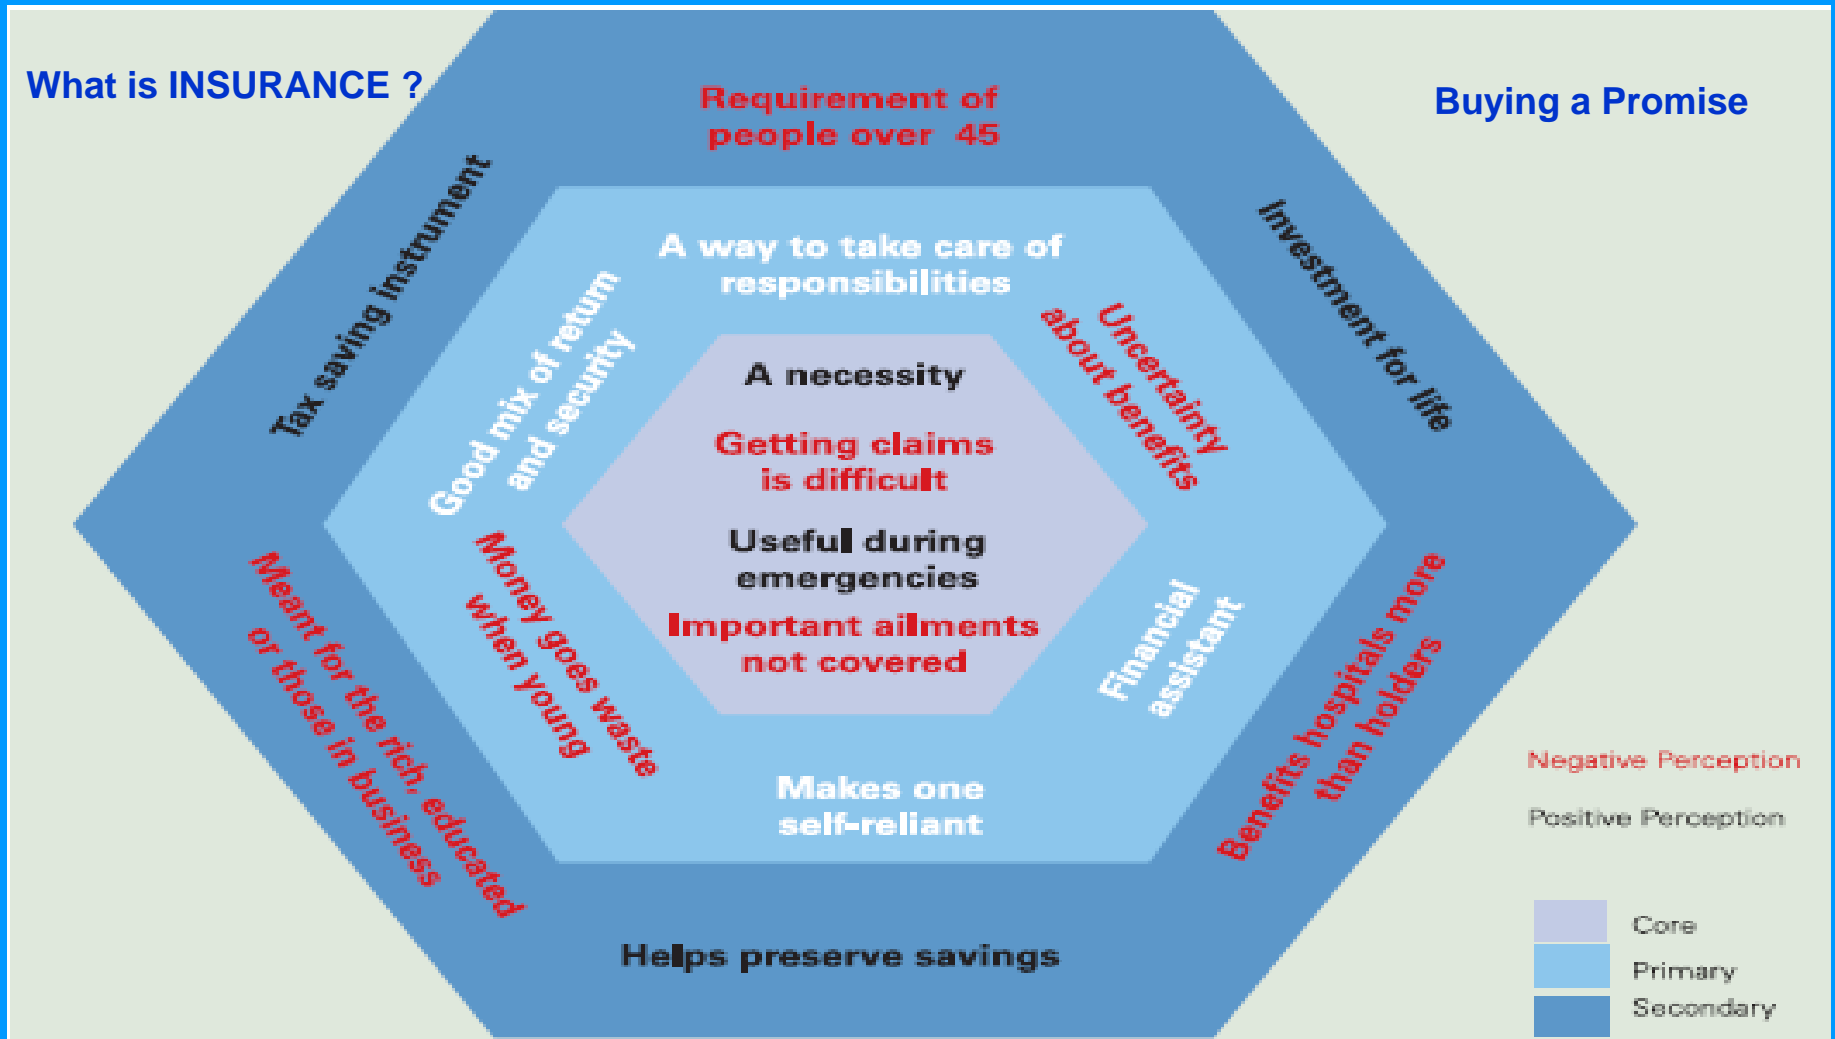 What is INSURANCE ?
Buying a Promise
Requirement of
people over 45
Tax saving instrument
Investment for life
A way to take care of
responsibilities
Good mix of return
and security
Uncertainty
about benefits
A necessity
Getting claims
is difficult
Useful during
emergencies
Important ailments
not covered
Money goes waste
when young
Financial
assistant
Makes one
self-reliant
Meant for the rich, educated
or those in business
Benefits hospitals more
than holders
Helps preserve savings
Negative Perception
Positive Perception
Core
Primary
Secondary